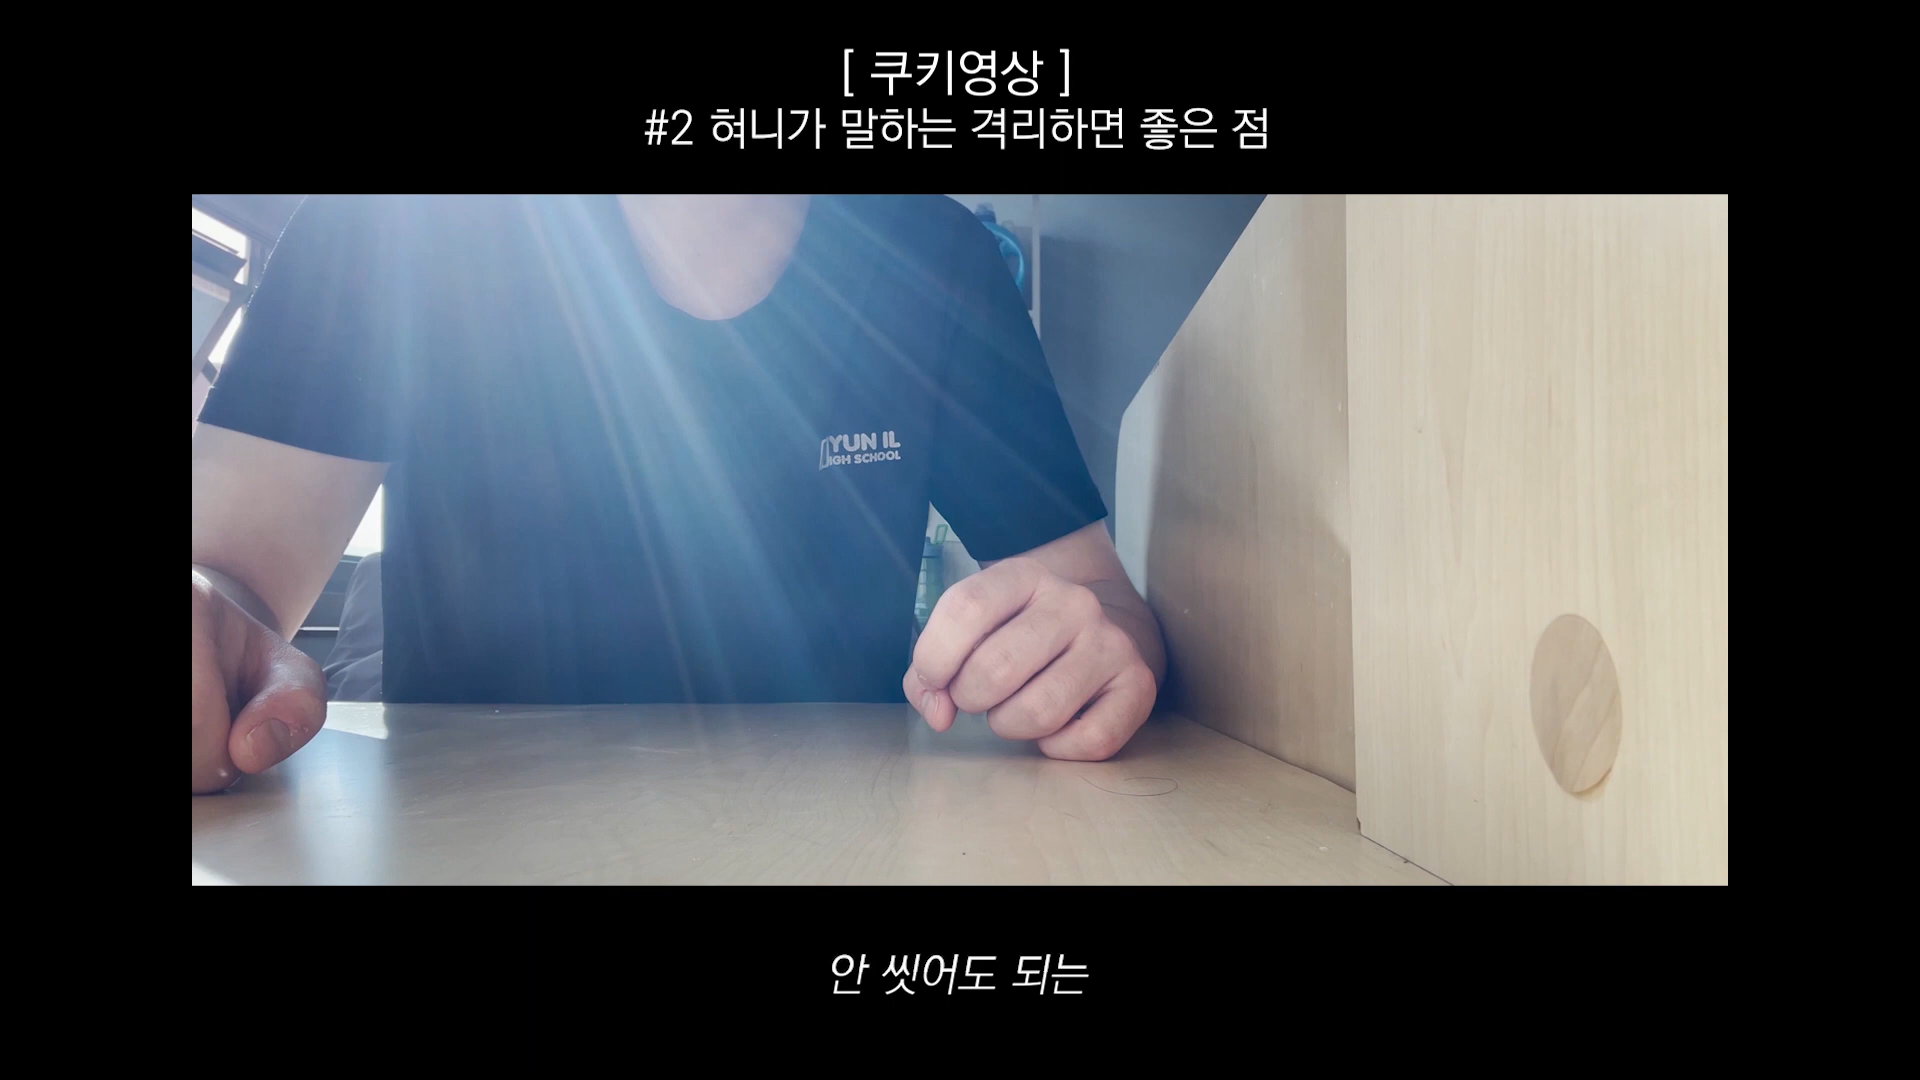 [ 쿠키영상 ]
#2 혀니가 말하는 격리하면 좋은 점
YUN IL
HIGH SCHOOL
안 씻어도 되는